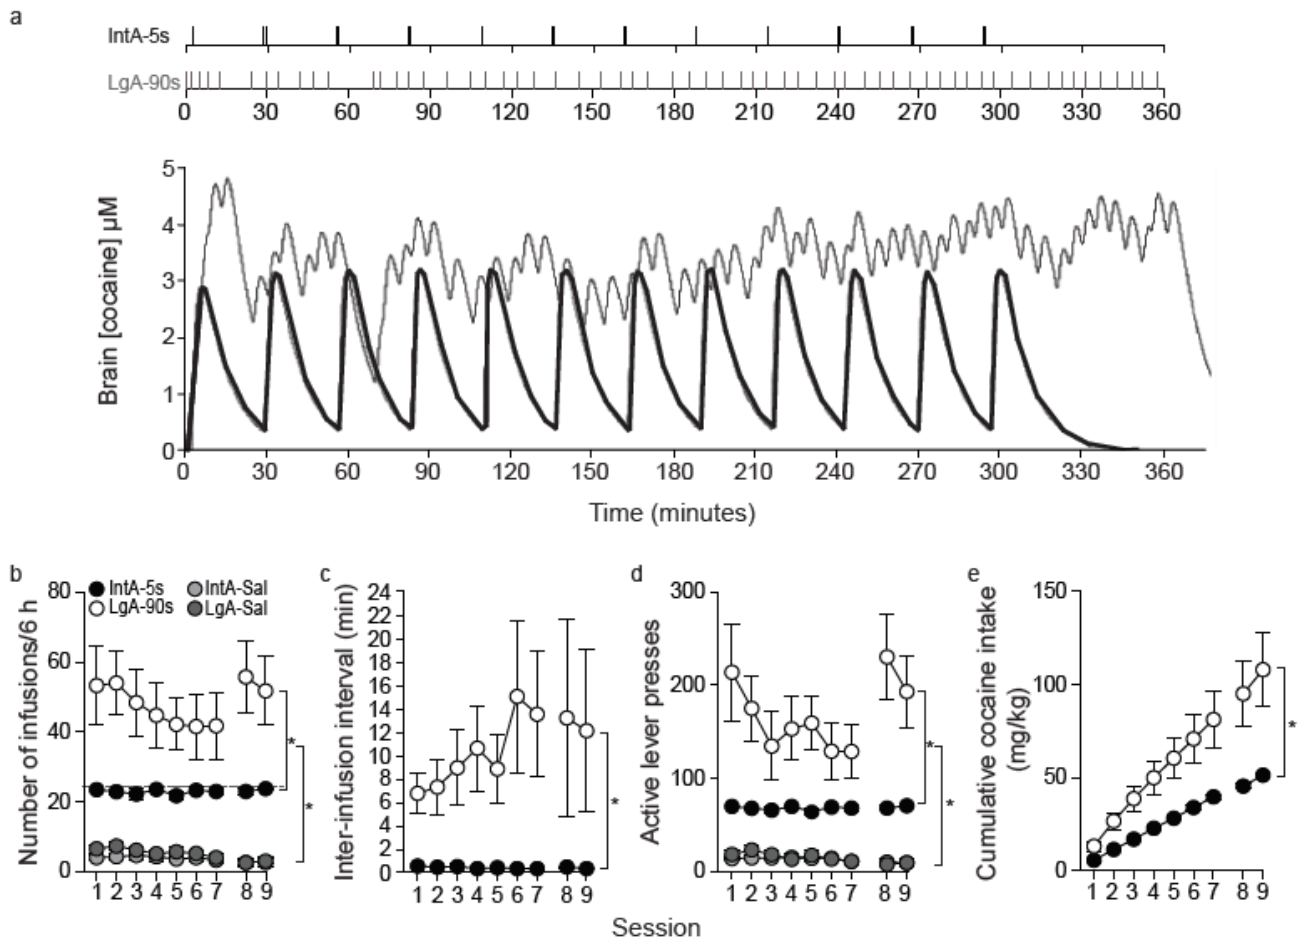 a
IntA-5s
LgA-90s
0 30 60 90 120 150 180 210 240 270 300 330 360
5
4
3
2
1
0
Brain [cocaine] µM
0 30 60 90 120 150 180 210 240 270 300 330 360
Time (minutes)
b
80
60
40
20
0
Number of infusions/6 h
IntA-5s IntA-Sal
LgA-90s LgA-Sal
*
*
1 2 3 4 5 6 7 8 9
c
24
22
20
18
16
14
12
10
8
6
4
2
0
Inter-infusion interval (min)
*
1 2 3 4 5 6 7 8 9
d
300
200
100
0
Active lever presses
*
*
1 2 3 4 5 6 7 8 9
e
150
100
50
0
Cumulative cocaine intake
(mg/kg)
*
1 2 3 4 5 6 7 8 9
Session